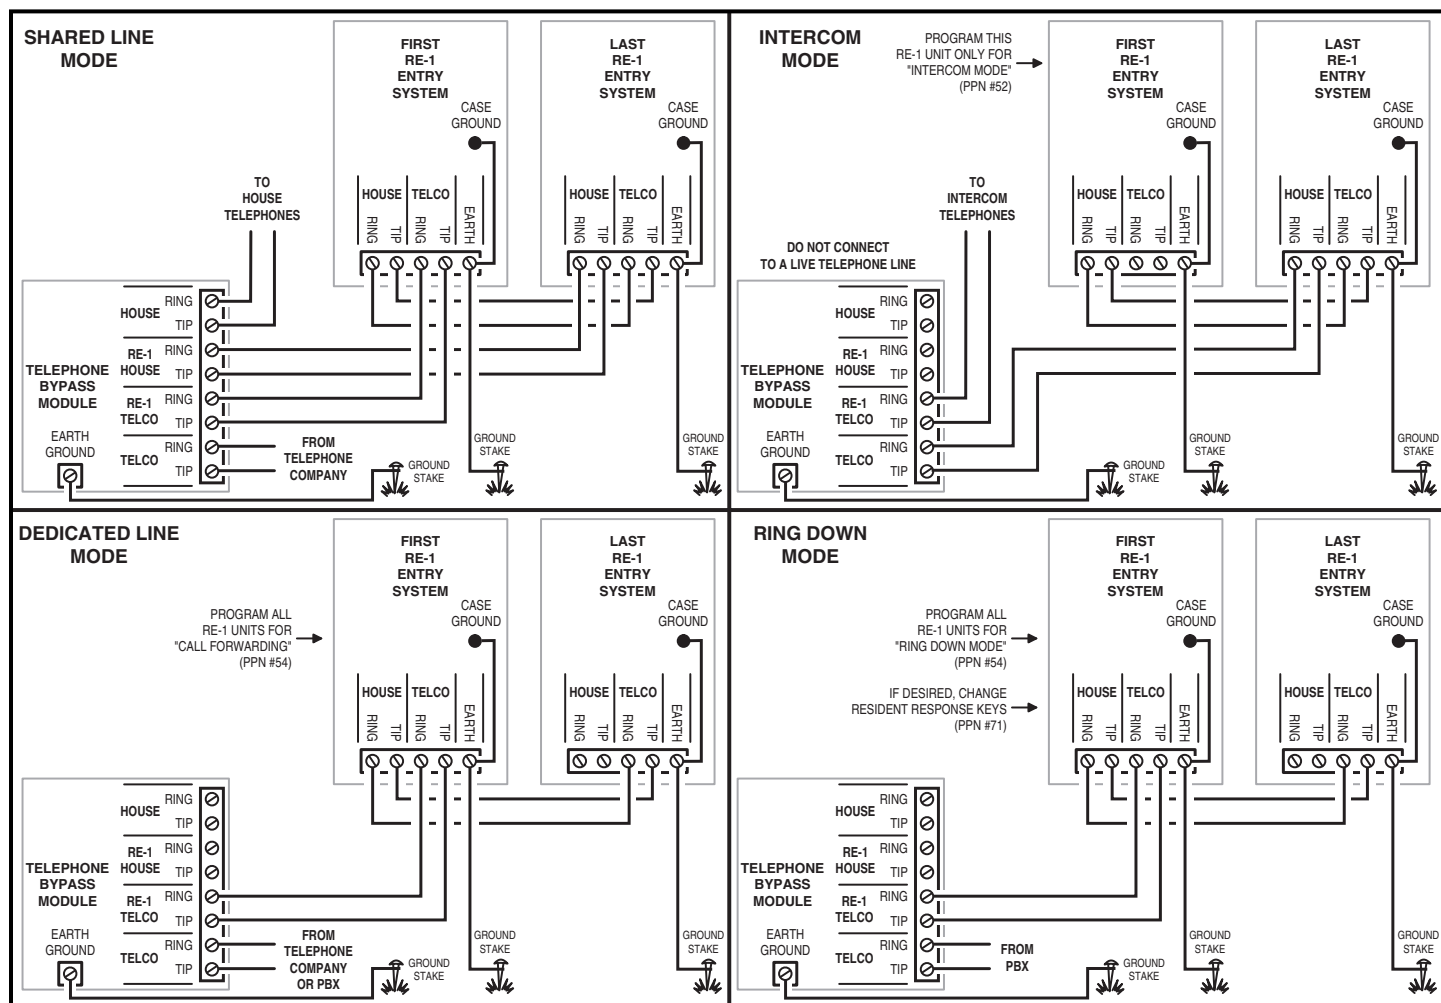 SHARED LINE
MODE
FIRST
RE-1
ENTRY
SYSTEM
CASE
GROUND
LAST
RE-1
ENTRY
SYSTEM
CASE
GROUND
TO
HOUSE
TELEPHONES
HOUSE
TELCO
RING
TIP
RING
TIP
EARTH
HOUSE
TELCO
RING
TIP
RING
TIP
EARTH
TELEPHONE
BYPASS
MODULE
HOUSE
RING
TIP
RE-1
HOUSE
RING
TIP
RE-1
TELCO
RING
TIP
TELCO
RING
TIP
EARTH
GROUND
FROM
TELEPHONE
COMPANY
GROUND
STAKE
GROUND
STAKE
GROUND
STAKE
INTERCOM
MODE
PROGRAM THIS
RE-1 UNIT ONLY FOR
"INTERCOM MODE"
(PPN #52)
FIRST
RE-1
ENTRY
SYSTEM
CASE
GROUND
LAST
RE-1
ENTRY
SYSTEM
CASE
GROUND
TO
INTERCOM
TELEPHONES
HOUSE
TELCO
RING
TIP
RING
TIP
EARTH
HOUSE
TELCO
RING
TIP
RING
TIP
EARTH
DO NOT CONNECT
TO A LIVE TELEPHONE LINE
TELEPHONE
BYPASS
MODULE
HOUSE
RING
TIP
RE-1
HOUSE
RING
TIP
RE-1
TELCO
RING
TIP
TELCO
RING
TIP
EARTH
GROUND
GROUND
STAKE
GROUND
STAKE
GROUND
STAKE
DEDICATED LINE
MODE
PROGRAM ALL
RE-1 UNITS FOR
"CALL FORWARDING"
(PPN #54)
FIRST
RE-1
ENTRY
SYSTEM
CASE
GROUND
LAST
RE-1
ENTRY
SYSTEM
CASE
GROUND
HOUSE
TELCO
RING
TIP
RING
TIP
EARTH
HOUSE
TELCO
RING
TIP
RING
TIP
EARTH
TELEPHONE
BYPASS
MODULE
HOUSE
RING
TIP
RE-1
HOUSE
RING
TIP
RE-1
TELCO
RING
TIP
TELCO
RING
TIP
EARTH
GROUND
FROM
TELEPHONE
COMPANY
OR PBX
GROUND
STAKE
GROUND
STAKE
GROUND
STAKE
RING DOWN
MODE
PROGRAM ALL
RE-1 UNITS FOR
"RING DOWN MODE"
(PPN #54)
IF DESIRED, CHANGE
RESIDENT RESPONSE KEYS
(PPN #71)
FIRST
RE-1
ENTRY
SYSTEM
CASE
GROUND
LAST
RE-1
ENTRY
SYSTEM
CASE
GROUND
HOUSE
TELCO
RING
TIP
RING
TIP
EARTH
HOUSE
TELCO
RING
TIP
RING
TIP
EARTH
TELEPHONE
BYPASS
MODULE
HOUSE
RING
TIP
RE-1
HOUSE
RING
TIP
RE-1
TELCO
RING
TIP
TELCO
RING
TIP
EARTH
GROUND
FROM
PBX
GROUND
STAKE
GROUND
STAKE
GROUND
STAKE